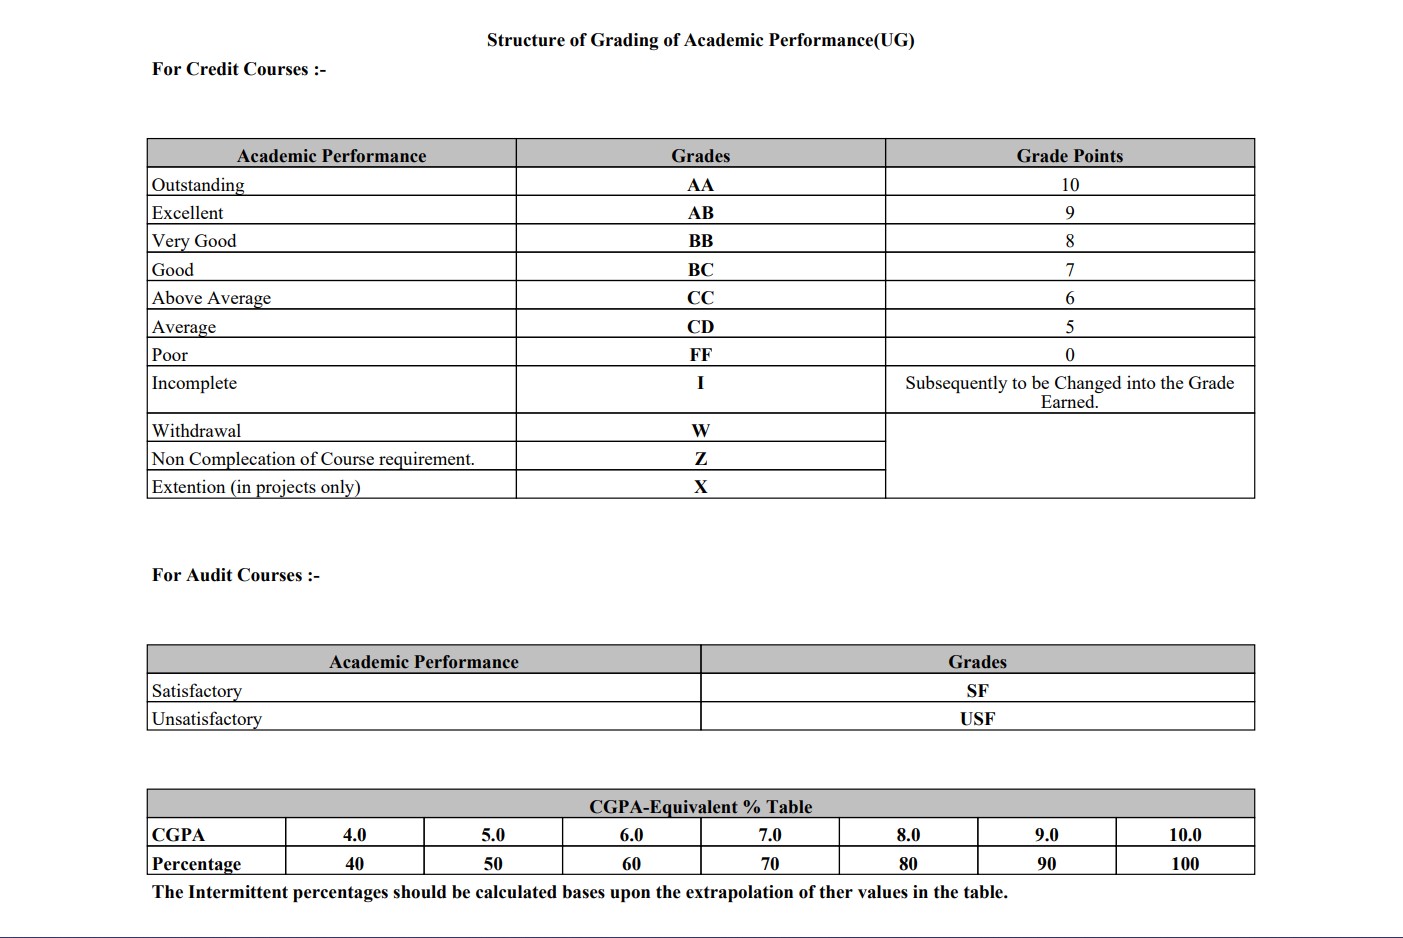 Structure of Grading of Academic Performance(UG)
For Credit Courses :-
Academic Performance Grades Grade Points
Outstanding AA 10
Excellent AB 9
Very Good BB 8
Good BC 7
Above Average CC 6
Average CD 5
Poor FF 0
Incomplete I Subsequently to be Changed into the Grade
Earned.
Withdrawal W
Non Complecation of Course requirement. Z
Extention (in projects only) X
For Audit Courses :-
Academic Performance Grades
Satisfactory SF
Unsatisfactory USF
CGPA-Equivalent % Table
CGPA 4.0 5.0 6.0 7.0 8.0 9.0 10.0
Percentage 40 50 60 70 80 90 100
The Intermittent percentages should be calculated bases upon the extrapolation of ther values in the table.